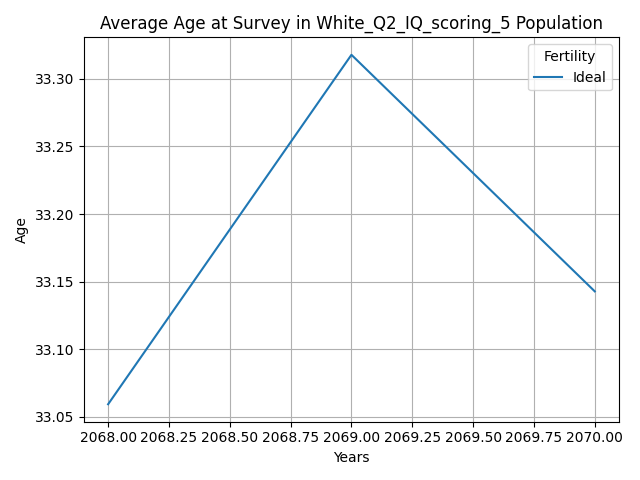 Average Age at Survey in White_Q2_IQ_scoring_5 Population
Fertility
Ideal
33.30
33.25
33.20
33.15
33.10
33.05
Age
2068.00 2068.25 2068.50 2068.75 2069.00 2069.25 2069.50 2069.75 2070.00
Years